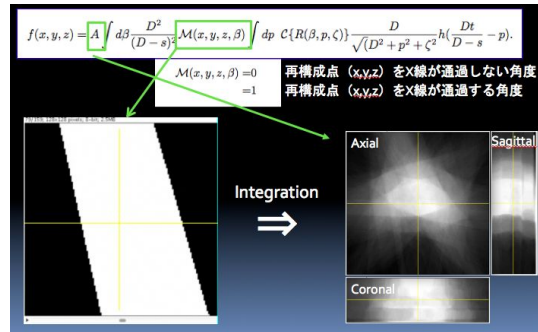 f(x, y, z) = A ∫ dβ D²/(D − s)² M(x, y, z, β) ∫ dp C{R(β, p, ζ)} D/√(D² + p² + ζ²) h(Dt/(D − s) − p).
M(x, y, z, β) =0 再構成点（x,y,z）をX線が通過しない角度
=1 再構成点（x,y,z）をX線が通過する角度
Axial
Sagittal
Integration
⇒
Coronal